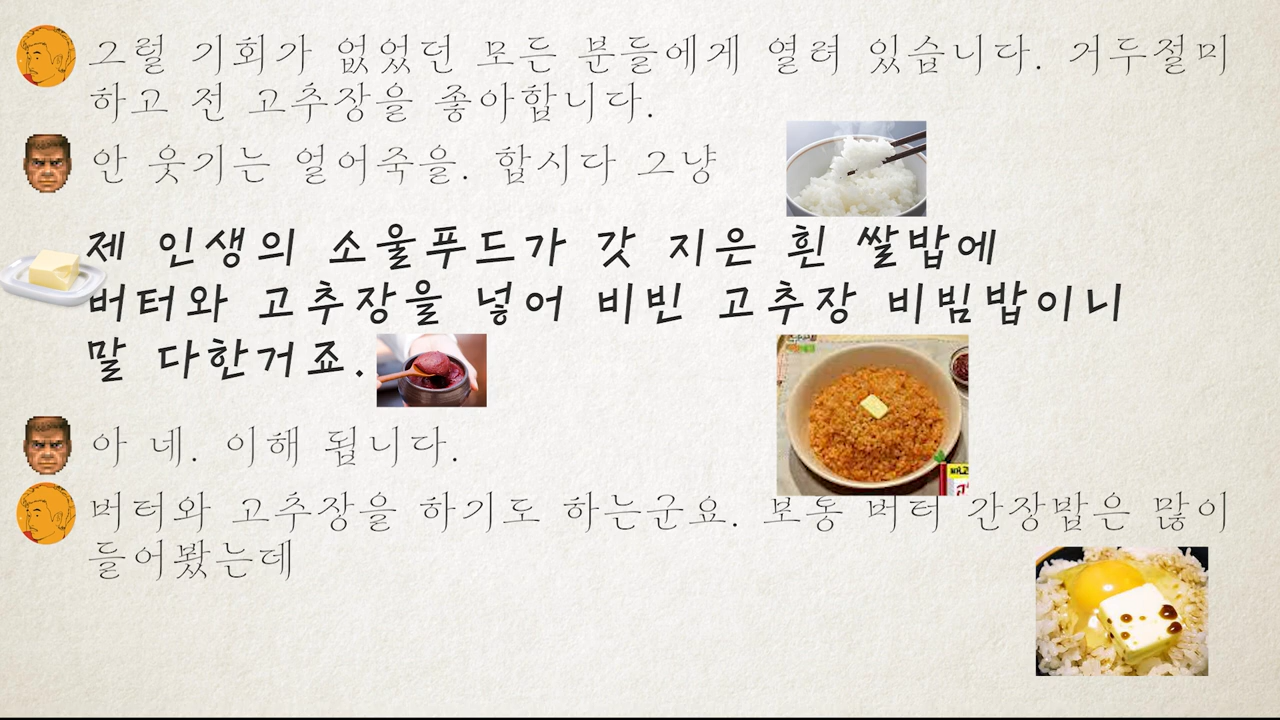 그럴 기회가 없었던 모든 분들에게 열려 있습니다. 거두절미
하고 전 고추장을 좋아합니다.
안 웃기는 얼어죽을. 합시다 그냥
제 인생의 소울푸드가 갓 지은 흰 쌀밥에
버터와 고추장을 넣어 비빈 고추장 비빔밥이니
말 다한거죠.
아 네. 이해 됩니다.
버터와 고추장을 하기도 하는군요. 보통 버터 간장밥은 많이
들어봤는데